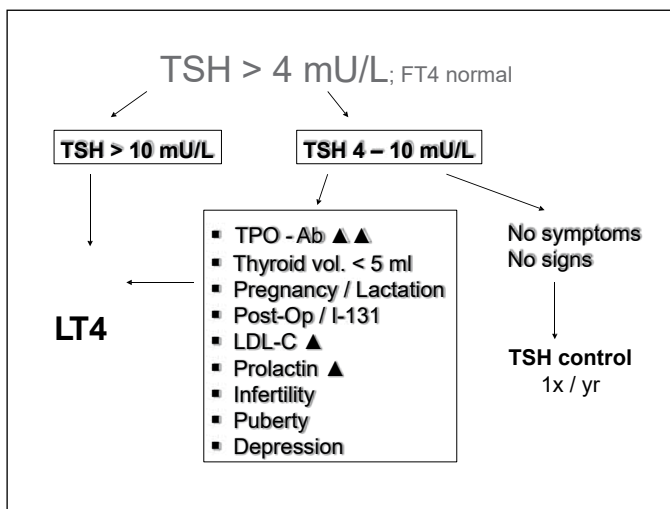 TSH > 4 mU/L; FT4 normal
TSH > 10 mU/L
TSH 4 – 10 mU/L
▪ TPO - Ab ▲ ▲
▪ Thyroid vol. < 5 ml
▪ Pregnancy / Lactation
▪ Post-Op / I-131
▪ LDL-C ▲
▪ Prolactin ▲
▪ Infertility
▪ Puberty
▪ Depression
LT4
No symptoms
No signs
TSH control
1x / yr